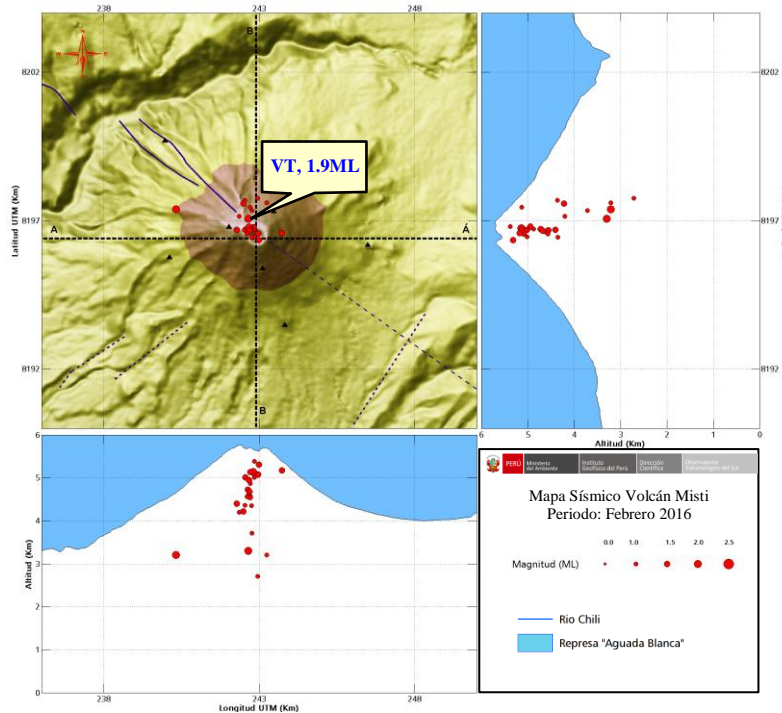 238 243 248
N
W E
S
B
8202
8202
VT, 1.9ML
Latitud UTM (Km)
8197
8197
A Á
8192
8192
B
6 5 4 3 2 1 0
Altitud (Km)
6
5
4
3
2
1
0
Altitud (Km)
238 243 248
Longitud UTM (Km)
PERÚ
Ministerio
del Ambiente
Instituto
Geofísico del Perú
Dirección
Científica
Observatorio
Vulcanológico del Sur
Mapa Sísmico Volcán Misti
Periodo: Febrero 2016
0.0 1.0 1.5 2.0 2.5
Magnitud (ML)
Rio Chili
Represa "Aguada Blanca"